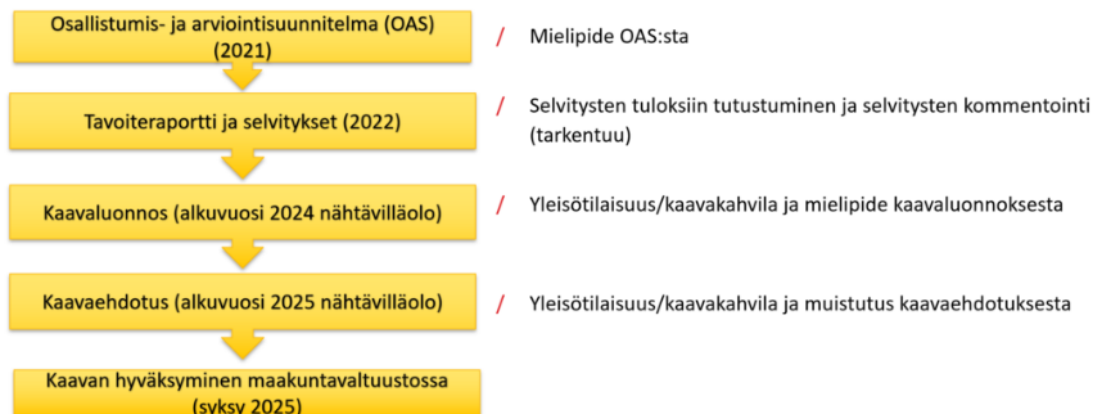 Osallistumis- ja arviointisuunnitelma (OAS)
(2021)
/ Mielipide OAS:sta
Tavoiteraportti ja selvitykset (2022)
/ Selvitysten tuloksiin tutustuminen ja selvitysten kommentointi
(tarkentuu)
Kaavaluonnos (alkuvuosi 2024 nähtävilläolo)
/ Yleisötilaisuus/kaavakahvila ja mielipide kaavaluonnoksesta
Kaavaehdotus (alkuvuosi 2025 nähtävilläolo)
/ Yleisötilaisuus/kaavakahvila ja muistutus kaavaehdotuksesta
Kaavan hyväksyminen maakuntavaltuustossa
(syksy 2025)